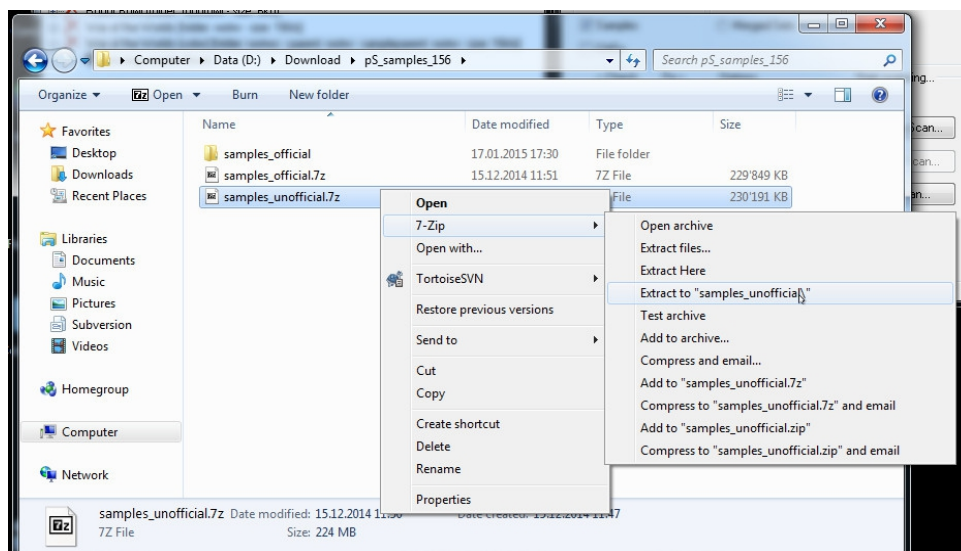 Computer ▸ Data (D:) ▸ Download ▸ pS_samples_156 ▸
Search pS_samples_156
Organize
Open
Burn
New folder
Name
Date modified
Type
Size
Favorites
Desktop
Downloads
Recent Places
Libraries
Documents
Music
Pictures
Subversion
Videos
Homegroup
Computer
Network
samples_official 17.01.2015 17:30 File folder
samples_official.7z 15.12.2014 11:51 7Z File 229'849 KB
samples_unofficial.7z File 230'191 KB
Open
7-Zip
Open with...
TortoiseSVN
Restore previous versions
Send to
Cut
Copy
Create shortcut
Delete
Rename
Properties
Open archive
Extract files...
Extract Here
Extract to "samples_unofficial\"
Test archive
Add to archive...
Compress and email...
Add to "samples_unofficial.7z"
Compress to "samples_unofficial.7z" and email
Add to "samples_unofficial.zip"
Compress to "samples_unofficial.zip" and email
samples_unofficial.7z Date modified: 15.12.2014
7Z File Size: 224 MB